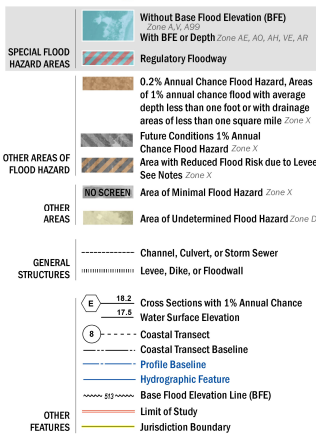 SPECIAL FLOOD
HAZARD AREAS
Without Base Flood Elevation (BFE)
Zone A,V, A99
With BFE or Depth Zone AE, AO, AH, VE, AR
Regulatory Floodway
OTHER AREAS OF
FLOOD HAZARD
0.2% Annual Chance Flood Hazard, Areas
of 1% annual chance flood with average
depth less than one foot or with drainage
areas of less than one square mile Zone X
Future Conditions 1% Annual
Chance Flood Hazard Zone X
Area with Reduced Flood Risk due to Levee
See Notes Zone X
OTHER
AREAS
NO SCREEN Area of Minimal Flood Hazard Zone X
Area of Undetermined Flood Hazard Zone D
GENERAL
STRUCTURES
Channel, Culvert, or Storm Sewer
Levee, Dike, or Floodwall
OTHER
FEATURES
E 18.2 Cross Sections with 1% Annual Chance
17.5 Water Surface Elevation
8 Coastal Transect
Coastal Transect Baseline
Profile Baseline
Hydrographic Feature
513 Base Flood Elevation Line (BFE)
Limit of Study
Jurisdiction Boundary